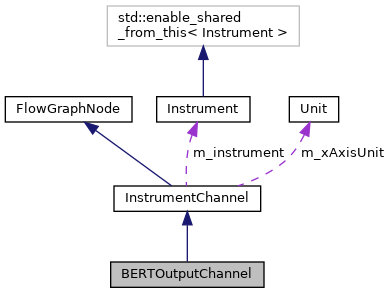 std::enable_shared
_from_this< Instrument >
FlowGraphNode
Instrument
Unit
m_instrument
m_xAxisUnit
InstrumentChannel
BERTOutputChannel